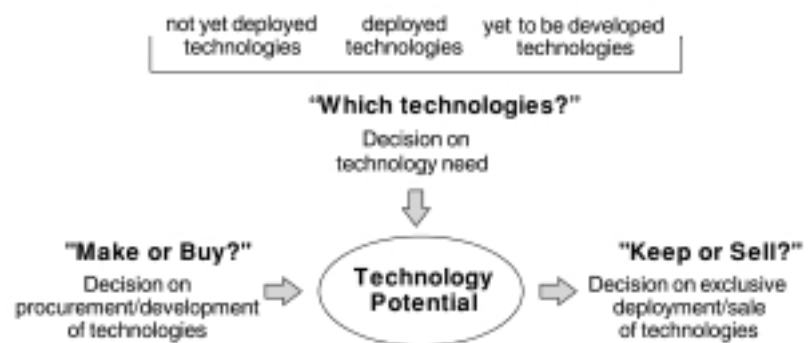 not yet deployed technologies
deployed technologies
yet to be developed technologies
"Which technologies?"
Decision on
technology need
"Make or Buy?"
Decision on
procurement/development
of technologies
Technology
Potential
"Keep or Sell?"
Decision on exclusive
deployment/sale
of technologies